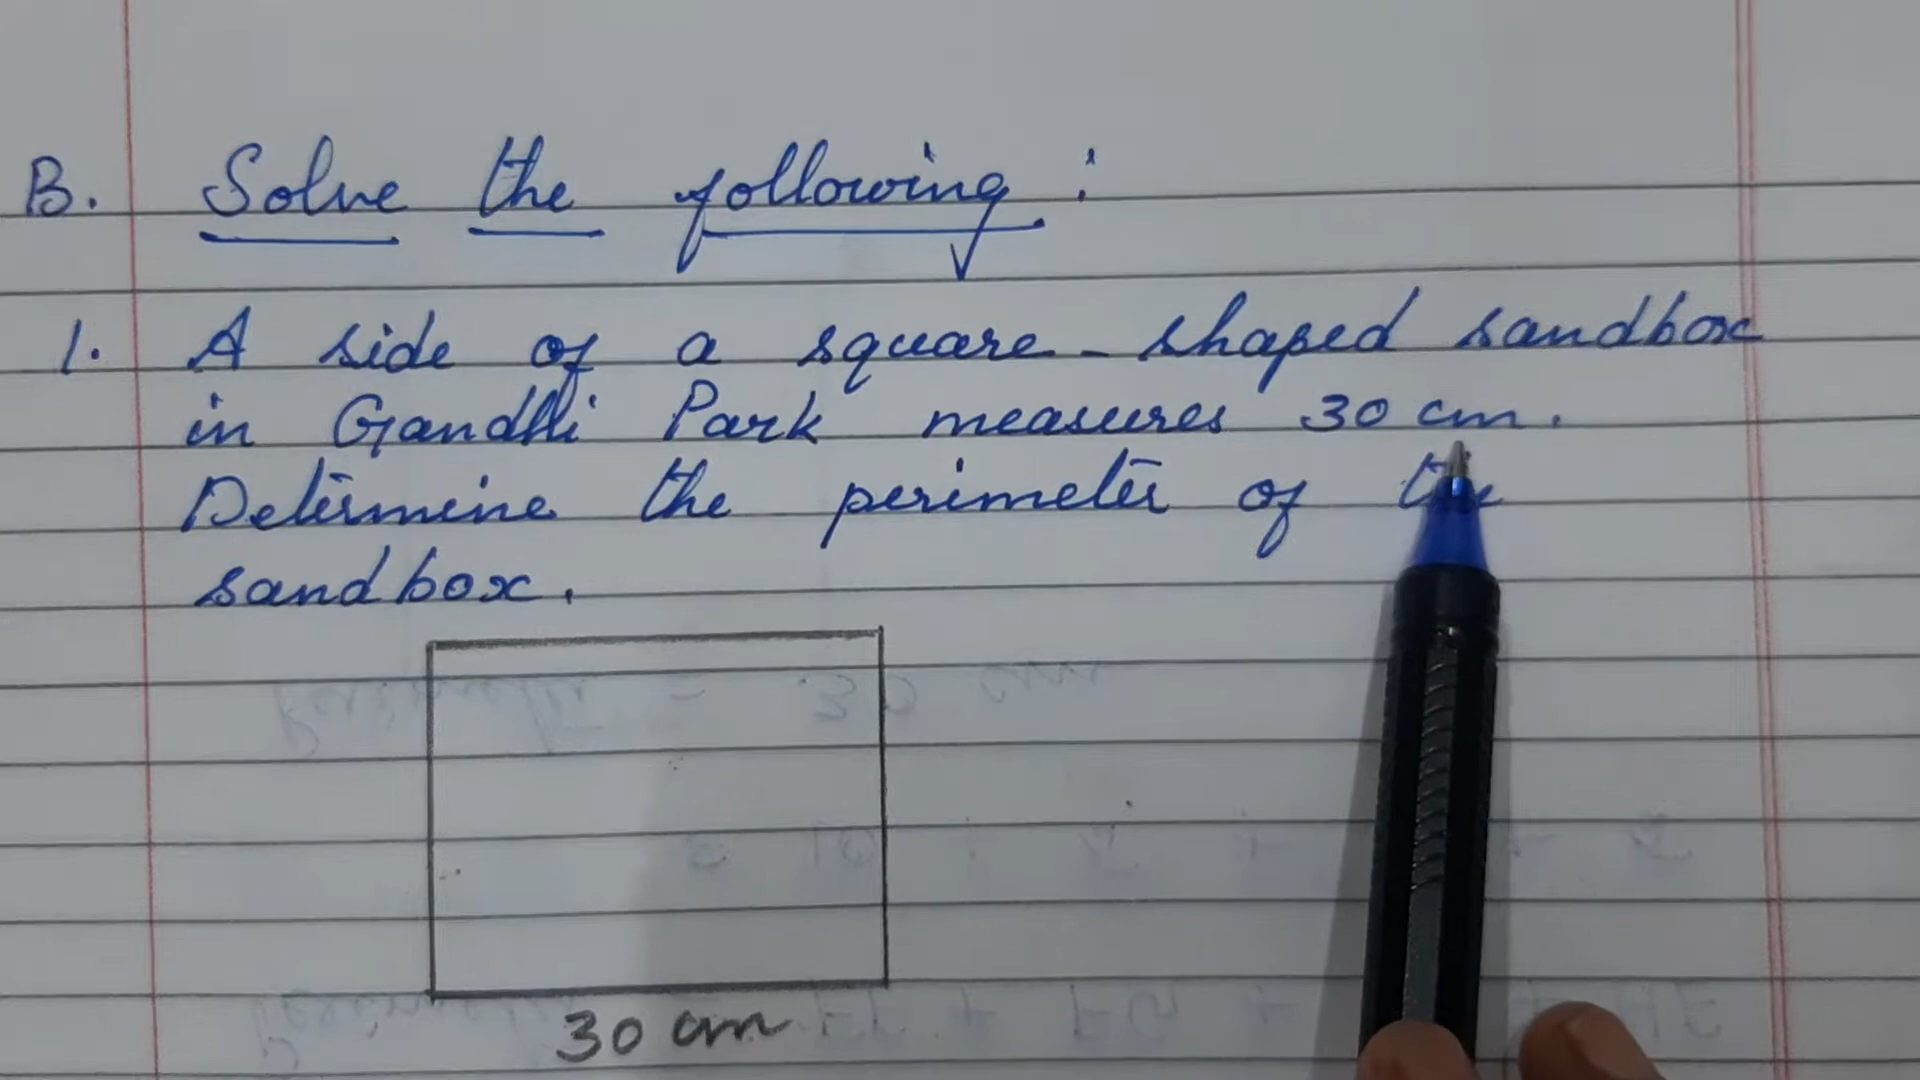 B. Solve the following :
1. A side of a square-shaped sandbox
in Gandhi Park measures 30 cm.
Determine the perimeter of the
sandbox.
30 cm